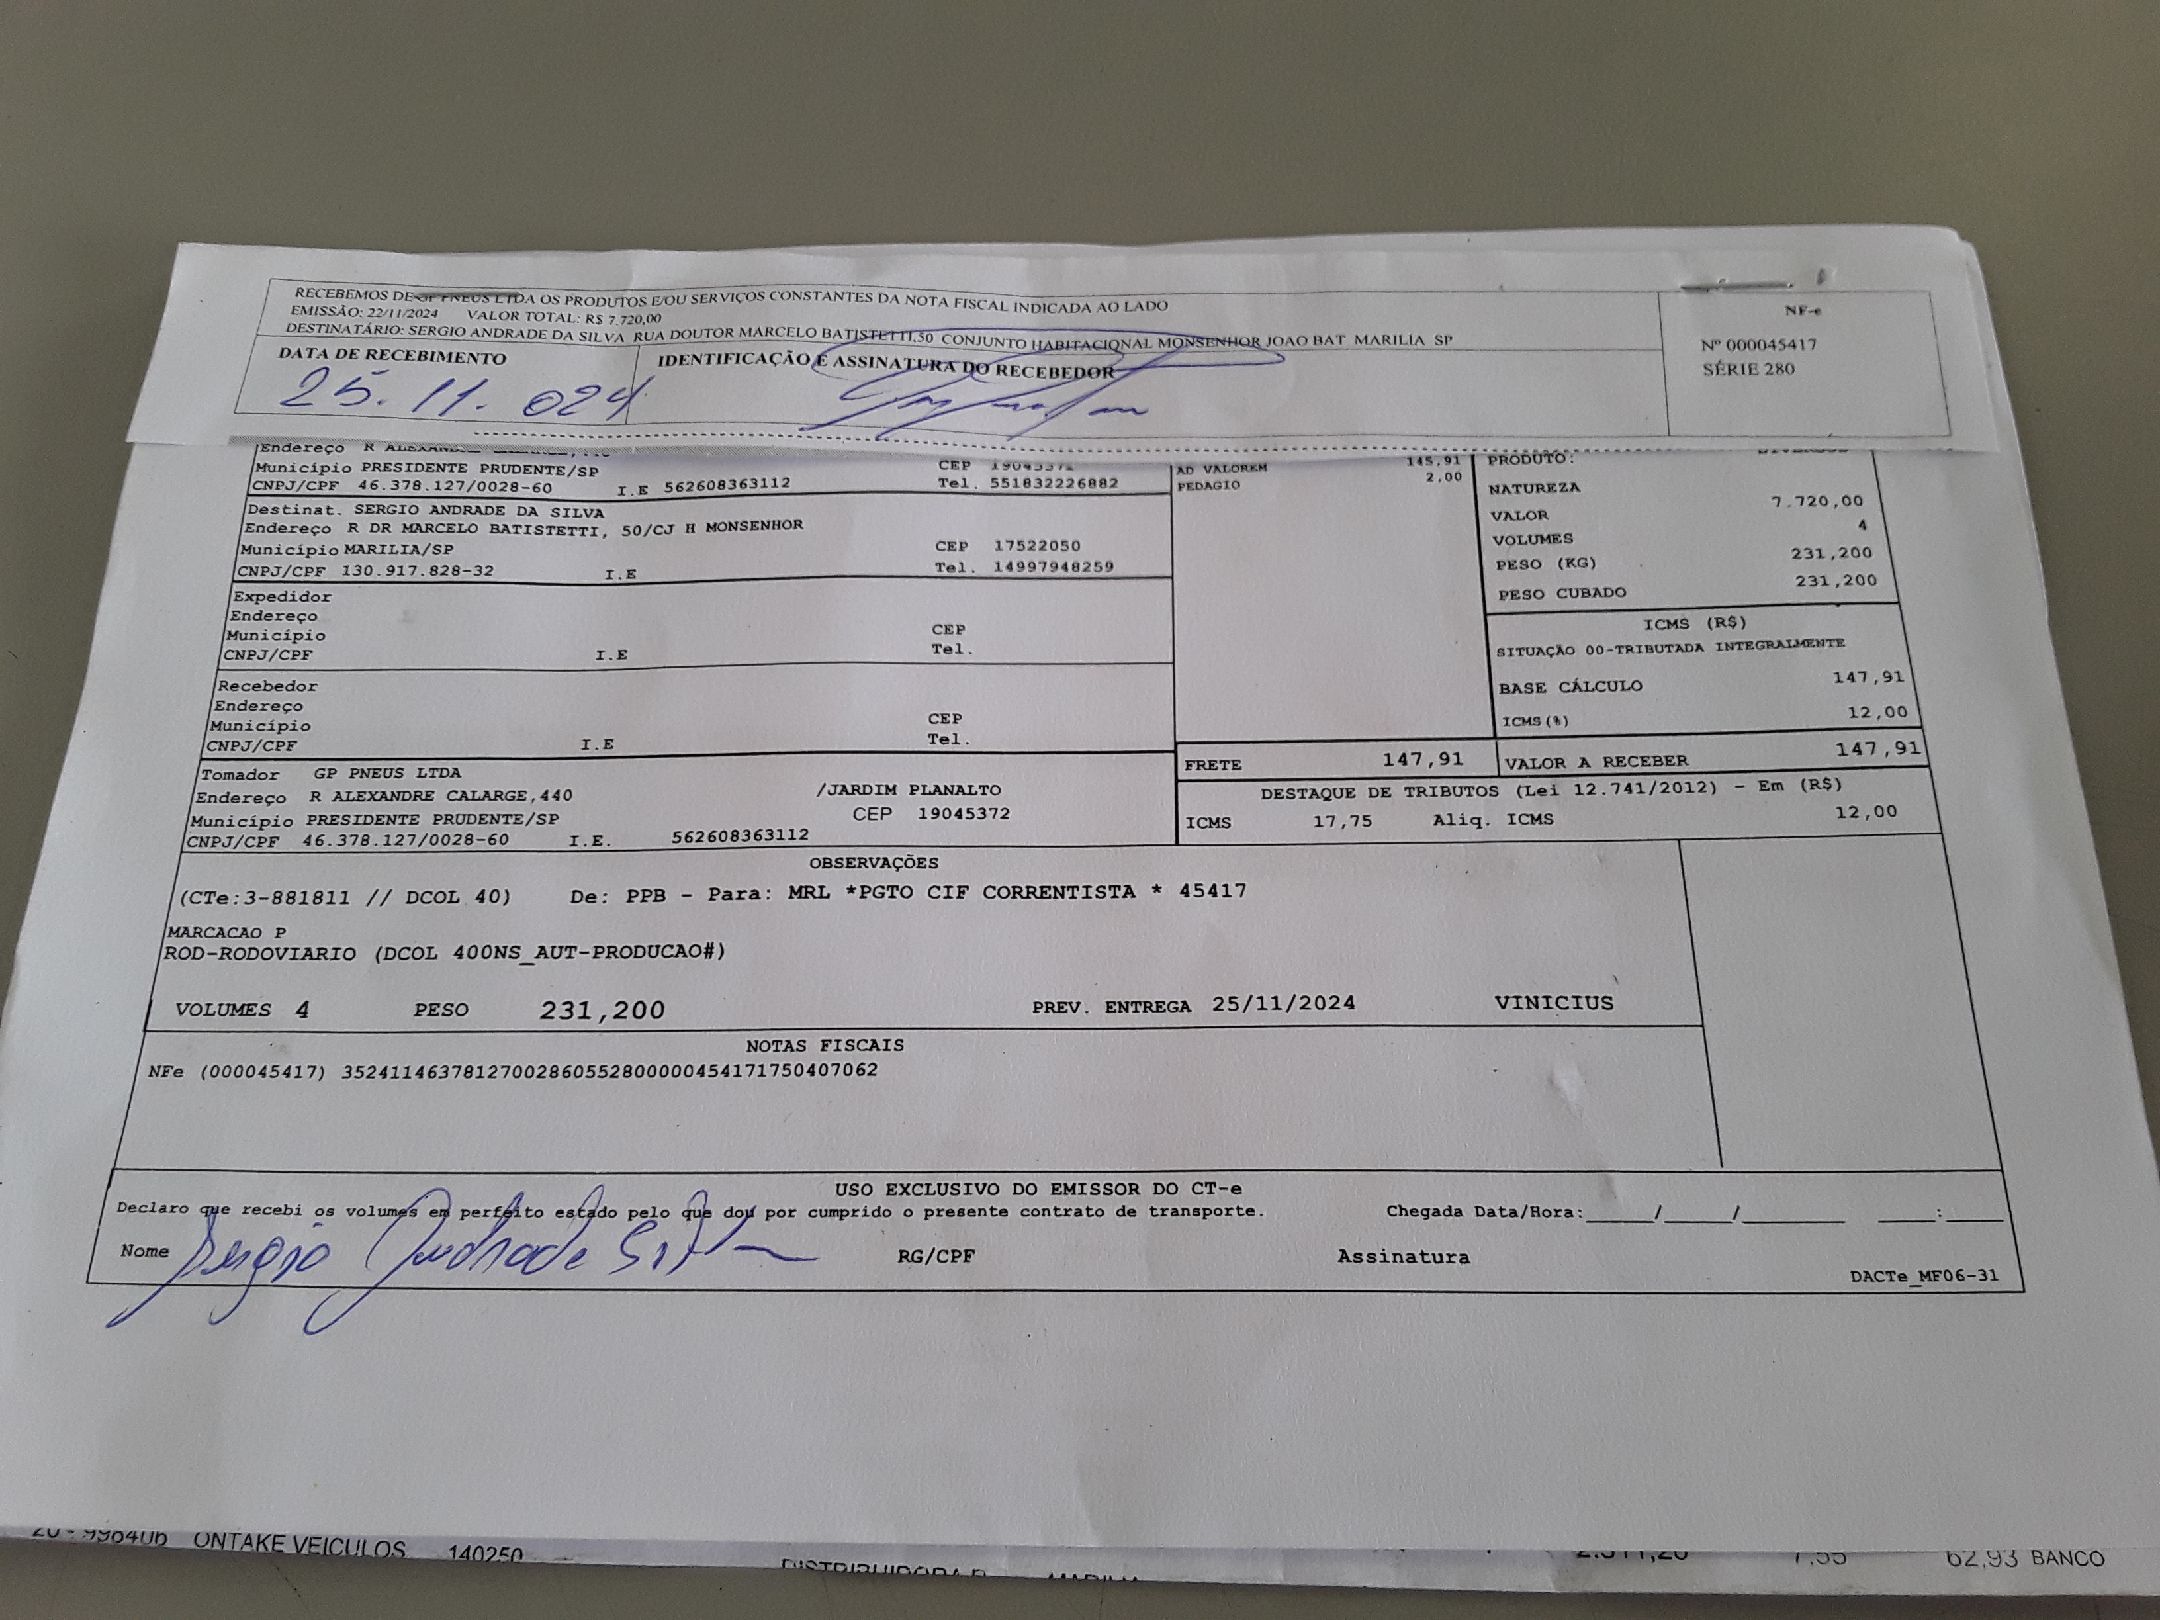 RECEBEMOS DE GP PNEUS LTDA OS PRODUTOS E/OU SERVIÇOS CONSTANTES DA NOTA FISCAL INDICADA AO LADO
EMISSÃO: 22/11/2024 VALOR TOTAL: R$ 7.720,00
DESTINATÁRIO: SERGIO ANDRADE DA SILVA RUA DOUTOR MARCELO BATISTETTI,50 CONJUNTO HABITACIONAL MONSENHOR JOAO BAT MARILIA SP
DATA DE RECEBIMENTO IDENTIFICAÇÃO E ASSINATURA DO RECEBEDOR
25.11.024
NF-e
Nº 000045417
SÉRIE 280
Endereço R
Município PRESIDENTE PRUDENTE/SP CEP 19045372
CNPJ/CPF 46.378.127/0028-60 I.E 562608363112 Tel. 551832226882
Destinat. SERGIO ANDRADE DA SILVA
Endereço R DR MARCELO BATISTETTI, 50/CJ H MONSENHOR
Município MARILIA/SP CEP 17522050
CNPJ/CPF 130.917.828-32 I.E Tel. 14997948259
Expedidor
Endereço
Município CEP
CNPJ/CPF I.E Tel.
Recebedor
Endereço
Município CEP
CNPJ/CPF I.E Tel.
Tomador GP PNEUS LTDA
Endereço R ALEXANDRE CALARGE,440 /JARDIM PLANALTO
Município PRESIDENTE PRUDENTE/SP CEP 19045372
CNPJ/CPF 46.378.127/0028-60 I.E. 562608363112
AD VALOREM 145,91
PEDAGIO 2,00
PRODUTO: DIVERSOS
NATUREZA
VALOR 7.720,00
VOLUMES 4
PESO (KG) 231,200
PESO CUBADO 231,200
ICMS (R$)
SITUAÇÃO 00-TRIBUTADA INTEGRALMENTE
BASE CÁLCULO 147,91
ICMS(%) 12,00
FRETE 147,91 VALOR A RECEBER 147,91
DESTAQUE DE TRIBUTOS (Lei 12.741/2012) - Em (R$)
ICMS 17,75 Aliq. ICMS 12,00
OBSERVAÇÕES
(CTe:3-881811 // DCOL 40) De: PPB - Para: MRL *PGTO CIF CORRENTISTA * 45417
MARCACAO P
ROD-RODOVIARIO (DCOL 400NS_AUT-PRODUCAO#)
VOLUMES 4 PESO 231,200 PREV. ENTREGA 25/11/2024 VINICIUS
NOTAS FISCAIS
NFe (000045417) 35241146378127002860552800000454171750407062
USO EXCLUSIVO DO EMISSOR DO CT-e
Declaro que recebi os volumes em perfeito estado pelo que dou por cumprido o presente contrato de transporte. Chegada Data/Hora:_____/_____/________ ____:____
Nome Sergio Andrade Silva RG/CPF Assinatura
DACTe_MF06-31
20 - 996406 ONTAKE VEICULOS 140250 62,93 BANCO